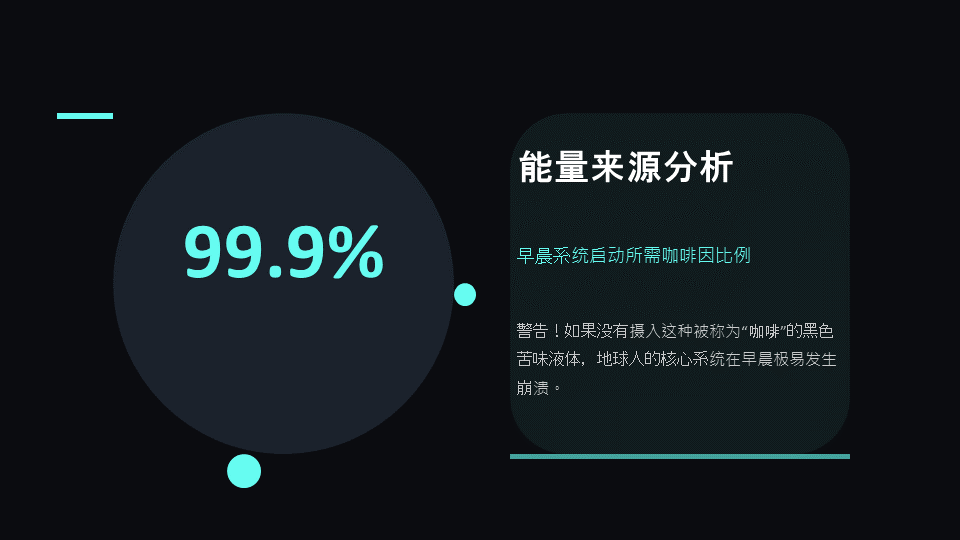 99.9%
能量来源分析
早晨系统启动所需咖啡因比例
警告！如果没有摄入这种被称为“咖啡”的黑色
苦味液体，地球人的核心系统在早晨极易发生
崩溃。